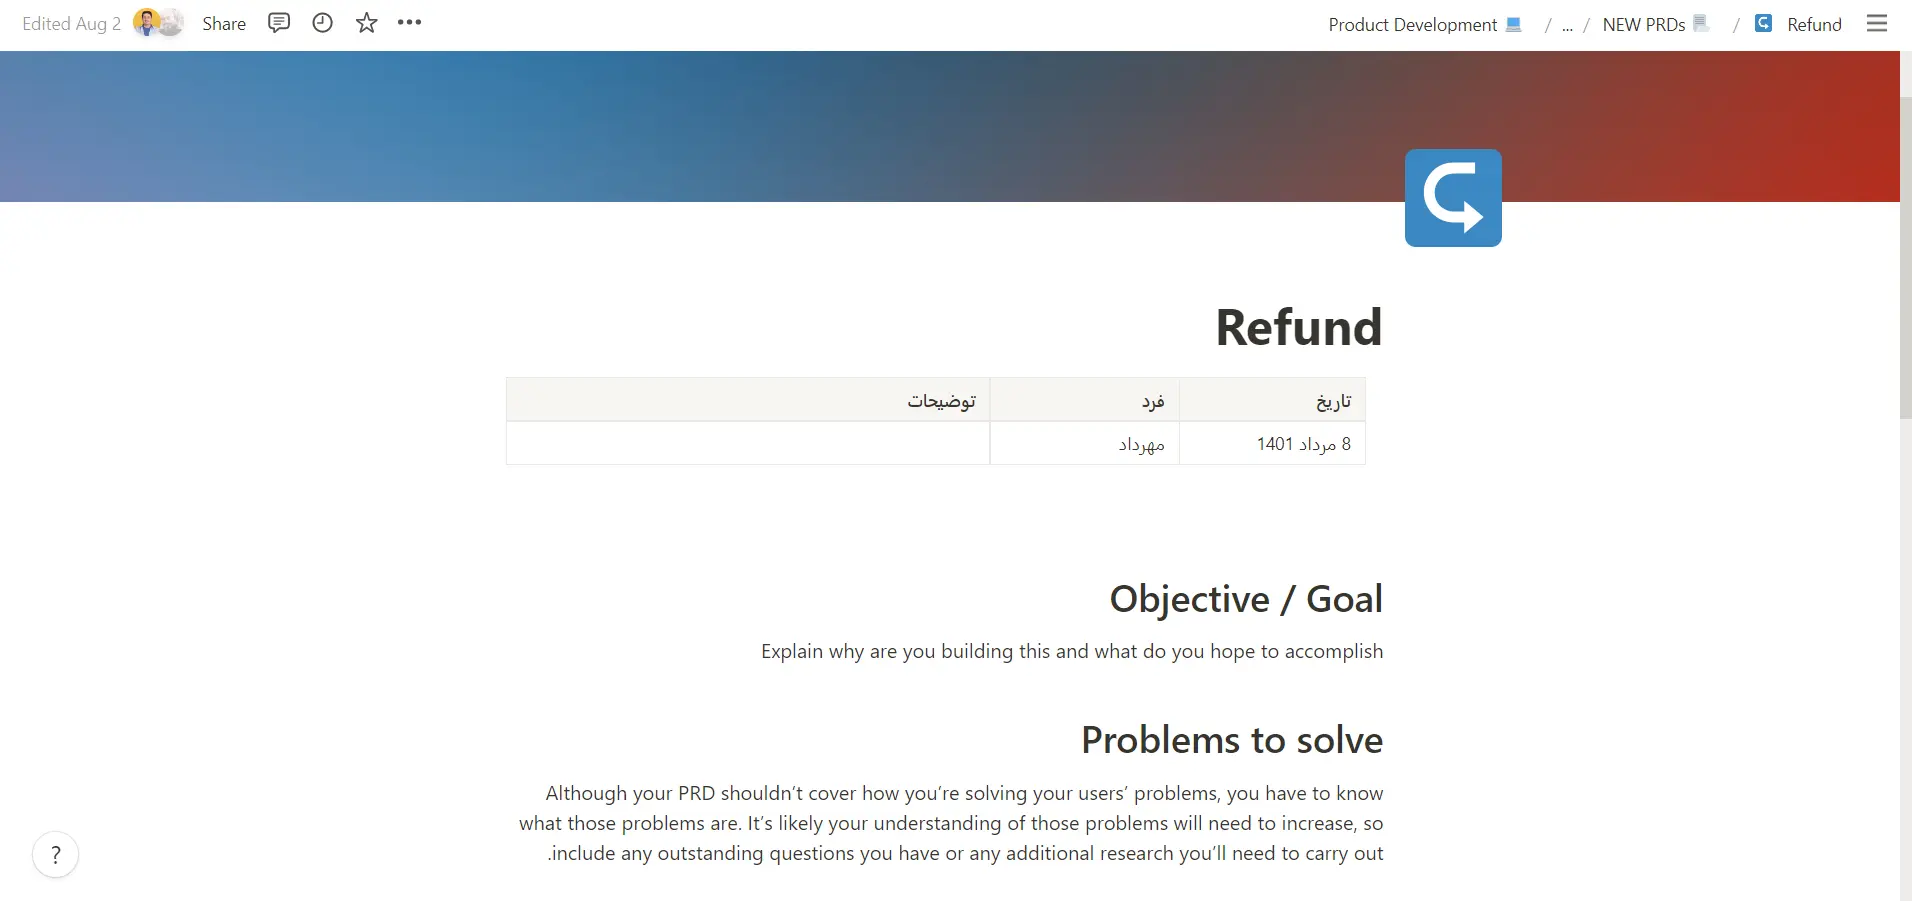 Edited Aug 2 Share
Product Development / ... / NEW PRDs / Refund
Refund
تاریخ فرد توضیحات
8 مرداد 1401 مهرداد
Objective / Goal
Explain why are you building this and what do you hope to accomplish
Problems to solve
Although your PRD shouldn’t cover how you’re solving your users’ problems, you have to know
what those problems are. It’s likely your understanding of those problems will need to increase, so
.include any outstanding questions you have or any additional research you’ll need to carry out
?